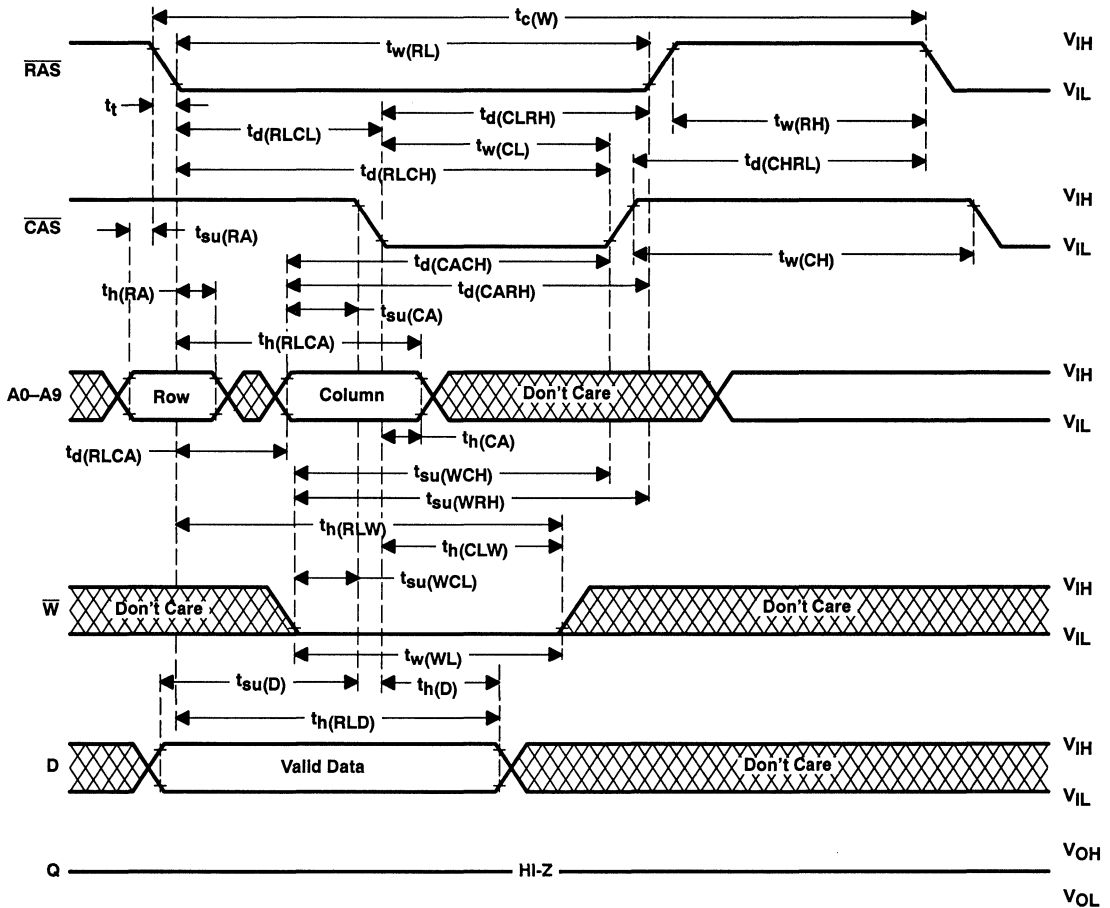 tc(W)
tw(RL)
VIH
RAS
VIL
tt
td(CLRH)
tw(RH)
td(RLCL)
tw(CL)
td(CHRL)
td(RLCH)
VIH
CAS
tsu(RA)
VIL
td(CACH)
tw(CH)
th(RA)
td(CARH)
tsu(CA)
th(RLCA)
VIH
A0–A9
Row
Column
Don't Care
VIL
th(CA)
td(RLCA)
tsu(WCH)
tsu(WRH)
th(RLW)
th(CLW)
tsu(WCL)
VIH
W
Don't Care
Don't Care
VIL
tw(WL)
tsu(D)
th(D)
th(RLD)
VIH
D
Valid Data
Don't Care
VIL
VOH
Q
HI-Z
VOL